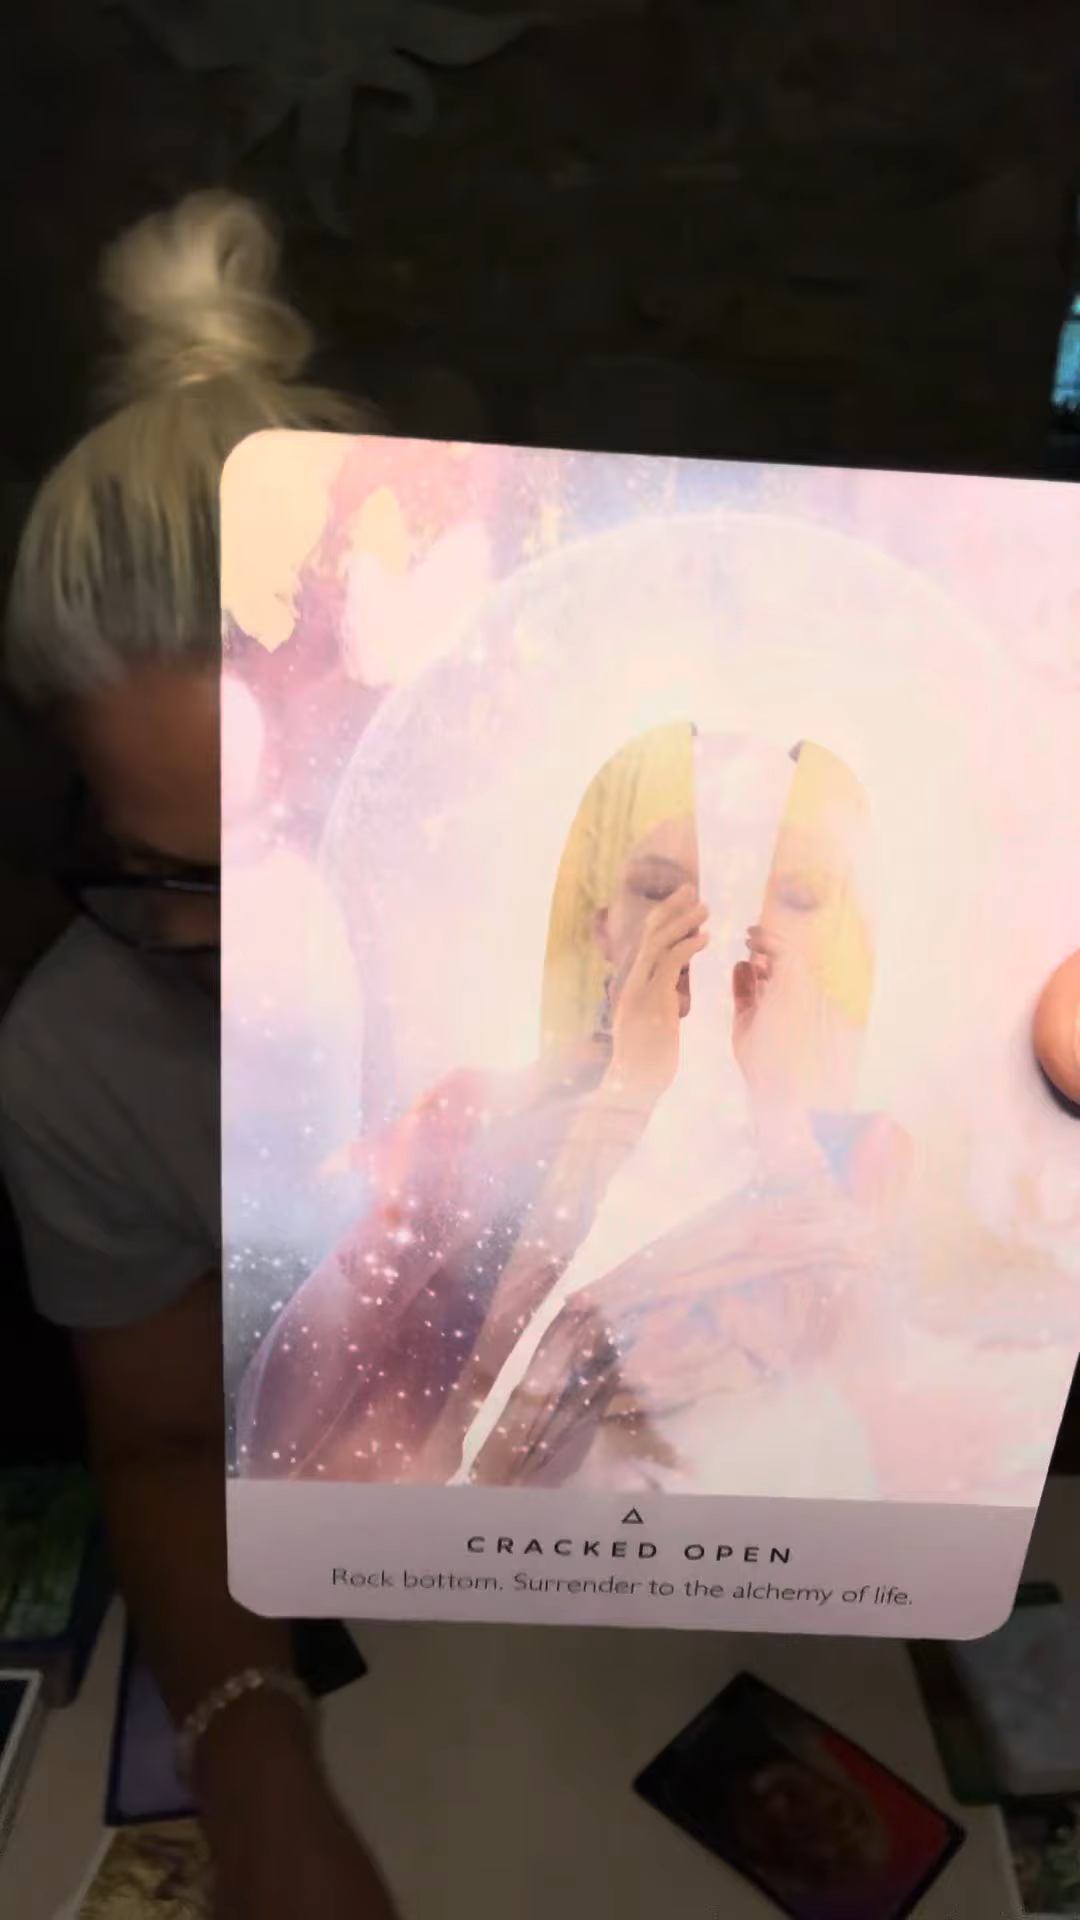 CRACKED OPEN
Rock bottom. Surrender to the alchemy of life.